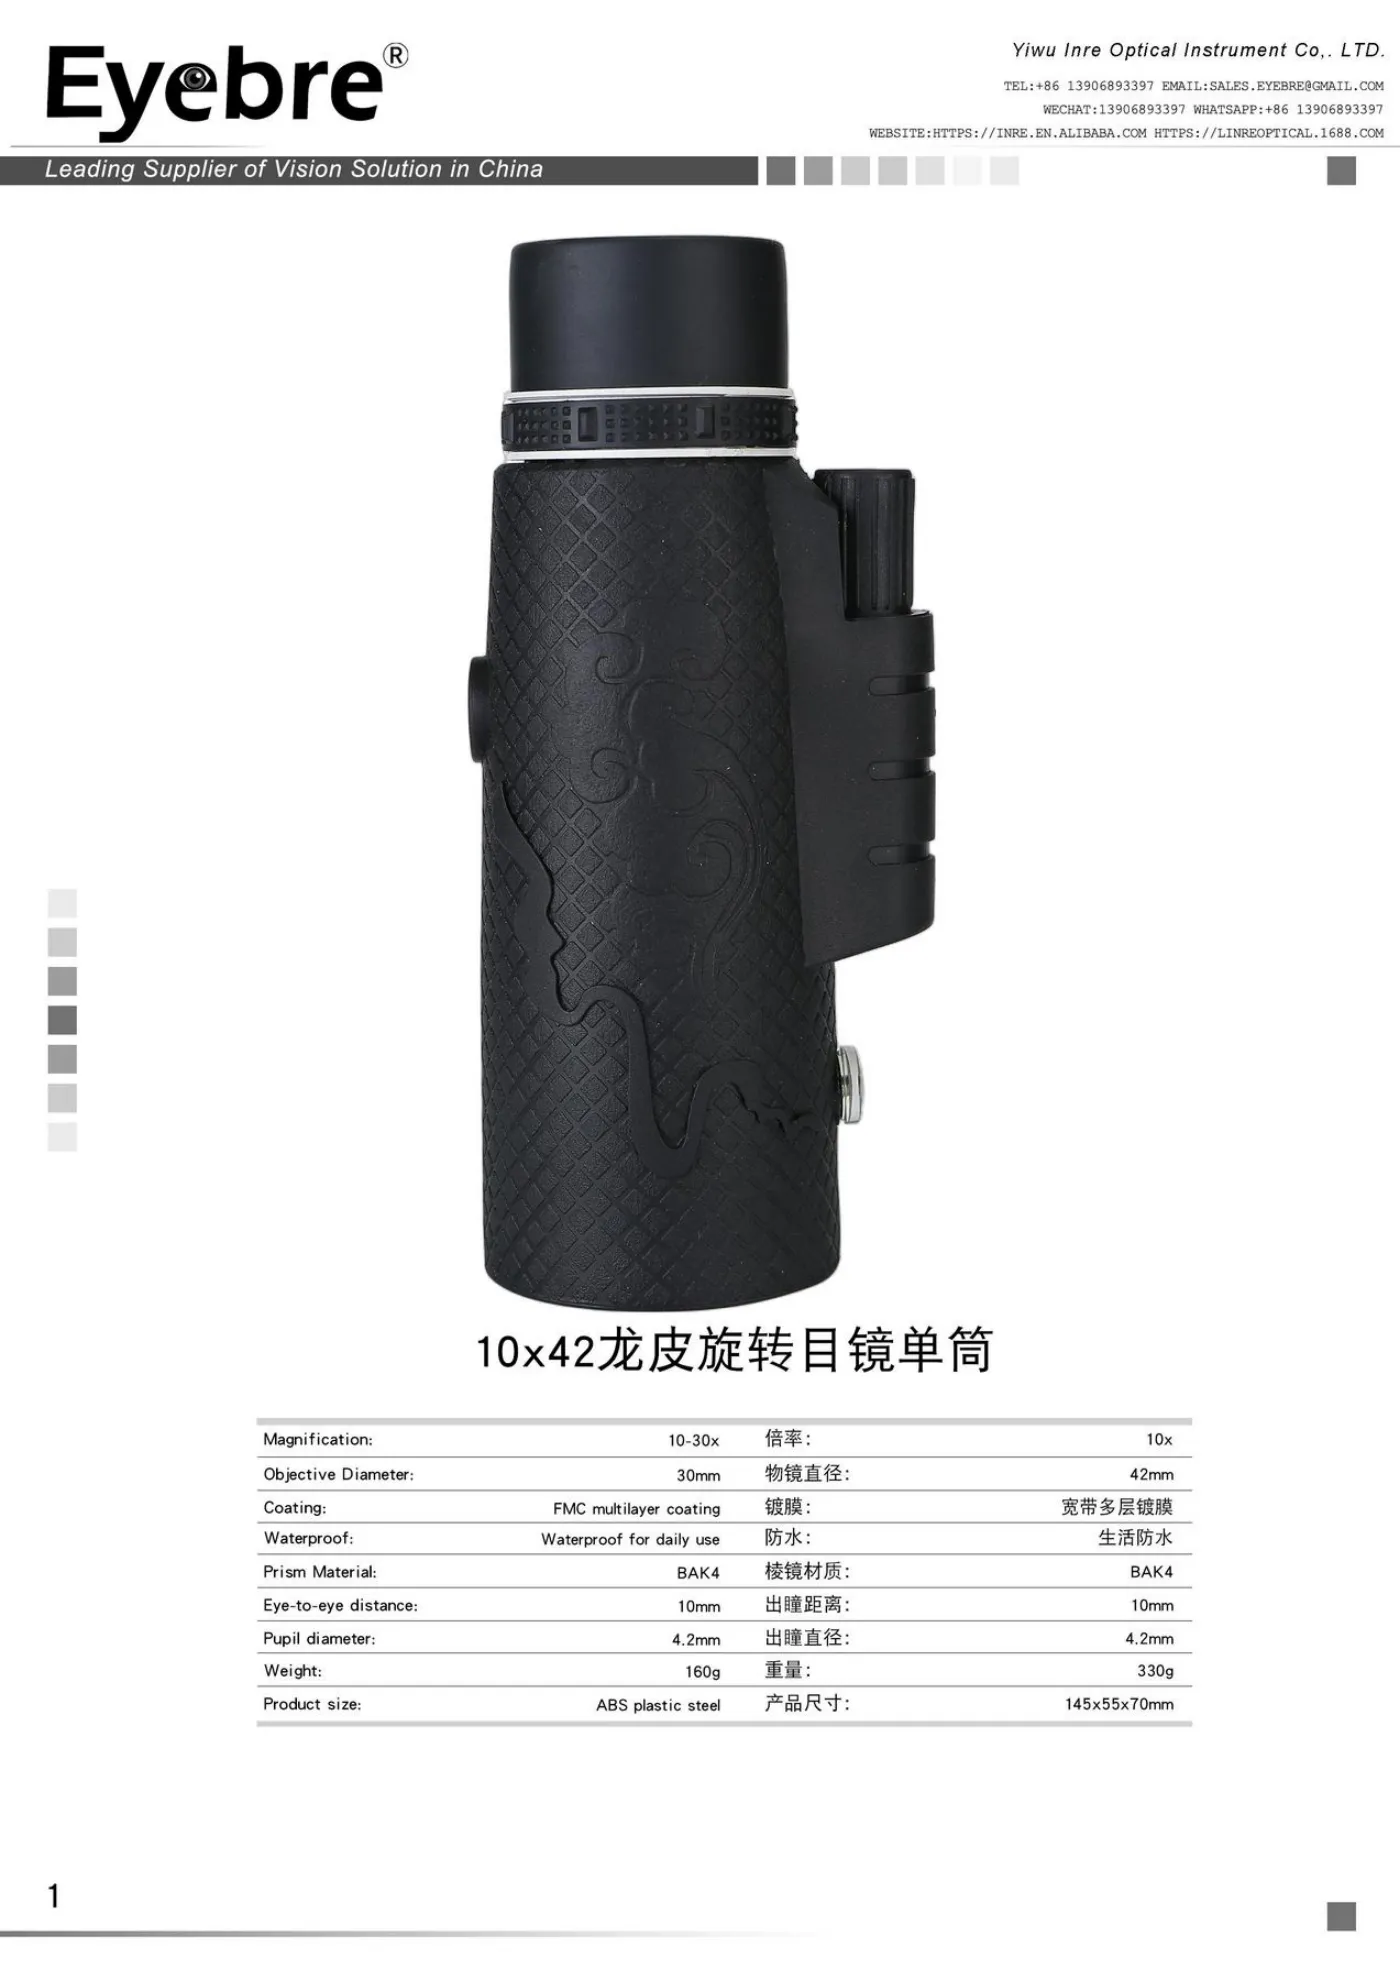 Eyebre®
Yiwu Inre Optical Instrument Co,. LTD.
TEL:+86 13906893397 EMAIL:SALES.EYEBRE@GMAIL.COM
WECHAT:13906893397 WHATSAPP:+86 13906893397
WEBSITE:HTTPS://INRE.EN.ALIBABA.COM HTTPS://LINREOPTICAL.1688.COM
Leading Supplier of Vision Solution in China
10x42龙皮旋转目镜单筒
Magnification: 10-30x 倍率: 10x
Objective Diameter: 30mm 物镜直径: 42mm
Coating: FMC multilayer coating 镀膜: 宽带多层镀膜
Waterproof: Waterproof for daily use 防水: 生活防水
Prism Material: BAK4 棱镜材质: BAK4
Eye-to-eye distance: 10mm 出瞳距离: 10mm
Pupil diameter: 4.2mm 出瞳直径: 4.2mm
Weight: 160g 重量: 330g
Product size: ABS plastic steel 产品尺寸: 145x55x70mm
1